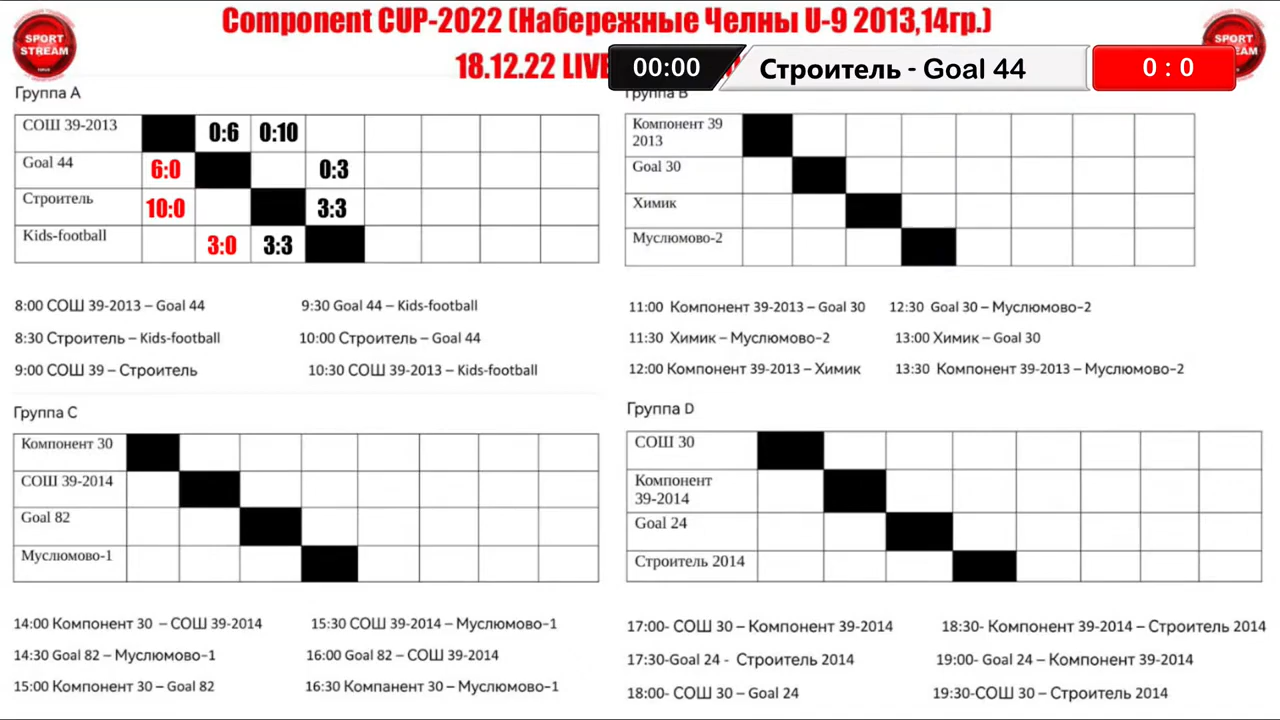 Component CUP-2022 (Набережные Челны U-9 2013,14гр.)
SPORT
STREAM
SPORT
18.12.22 LIVE
00:00
Строитель - Goal 44
0 : 0
Группа А
СОШ 39-2013 0:6 0:10
Goal 44 6:0 0:3
Строитель 10:0 3:3
Kids-football 3:0 3:3
8:00 СОШ 39-2013 – Goal 44
9:30 Goal 44 – Kids-football
8:30 Строитель – Kids-football
10:00 Строитель – Goal 44
9:00 СОШ 39 – Строитель
10:30 СОШ 39-2013 – Kids-football
Группа В
Компонент 39
2013
Goal 30
Химик
Муслюмово-2
11:00 Компонент 39-2013 – Goal 30
12:30 Goal 30 – Муслюмово-2
11:30 Химик – Муслюмово-2
13:00 Химик – Goal 30
12:00 Компонент 39-2013 – Химик
13:30 Компонент 39-2013 – Муслюмово-2
Группа С
Компонент 30
СОШ 39-2014
Goal 82
Муслюмово-1
14:00 Компонент 30 – СОШ 39-2014
15:30 СОШ 39-2014 – Муслюмово-1
14:30 Goal 82 – Муслюмово-1
16:00 Goal 82 – СОШ 39-2014
15:00 Компонент 30 – Goal 82
16:30 Компанент 30 – Муслюмово-1
Группа D
СОШ 30
Компонент
39-2014
Goal 24
Строитель 2014
17:00- СОШ 30 – Компонент 39-2014
18:30- Компонент 39-2014 – Строитель 2014
17:30-Goal 24 - Строитель 2014
19:00- Goal 24 – Компонент 39-2014
18:00- СОШ 30 – Goal 24
19:30-СОШ 30 – Строитель 2014